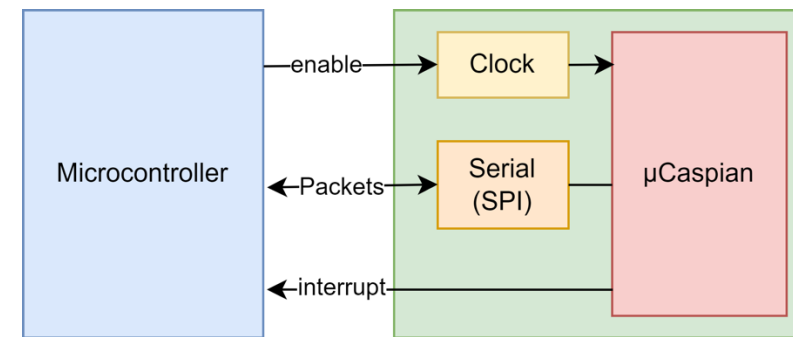 enable
Clock
Microcontroller
Packets
Serial
(SPI)
µCaspian
interrupt